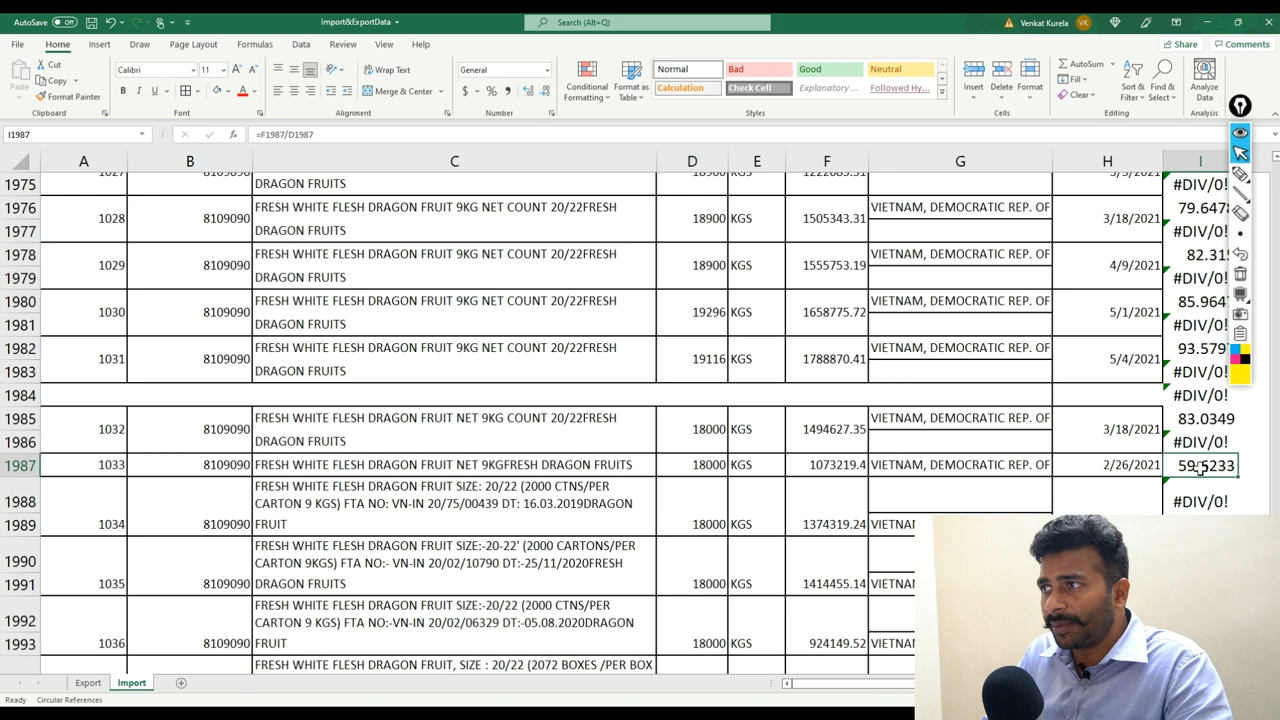 AutoSave Off
Import&ExportData
Search (Alt+Q)
Venkat Kurela VK
File Home Insert Draw Page Layout Formulas Data Review View Help
Share Comments
Paste
Cut
Copy
Format Painter
Calibri 11
B I U
Wrap Text
Merge & Center
General
$ %
Conditional Formatting
Format as Table
Normal Bad Good Neutral
Calculation Check Cell Explanatory ... Followed Hy...
Insert Delete Format
AutoSum
Fill
Clear
Sort & Filter
Find & Select
Analyze Data
Clipboard Font Alignment Number Styles Cells Editing Analysis
I1987 fx =F1987/D1987
A B C D E F G H I
1975 DRAGON FRUITS #DIV/0!
1976 FRESH WHITE FLESH DRAGON FRUIT 9KG NET COUNT 20/22FRESH VIETNAM, DEMOCRATIC REP. OF 79.6478
1028 8109090 18900 KGS 1505343.31 3/18/2021
1977 DRAGON FRUITS #DIV/0!
1978 FRESH WHITE FLESH DRAGON FRUIT 9KG NET COUNT 20/22FRESH VIETNAM, DEMOCRATIC REP. OF 82.315
1029 8109090 18900 KGS 1555753.19 4/9/2021
1979 DRAGON FRUITS #DIV/0!
1980 FRESH WHITE FLESH DRAGON FRUIT 9KG NET COUNT 20/22FRESH VIETNAM, DEMOCRATIC REP. OF
1030 8109090 19296 KGS 1658775.72 5/1/2021
1981 DRAGON FRUITS #DIV/0!
1982 FRESH WHITE FLESH DRAGON FRUIT 9KG NET COUNT 20/22FRESH VIETNAM, DEMOCRATIC REP. OF
1031 8109090 19116 KGS 1788870.41 5/4/2021
1983 DRAGON FRUITS #DIV/0!
1984 #DIV/0!
1985 FRESH WHITE FLESH DRAGON FRUIT NET 9KG COUNT 20/22FRESH VIETNAM, DEMOCRATIC REP. OF 83.0349
1032 8109090 18000 KGS 1494627.35 3/18/2021
1986 DRAGON FRUITS #DIV/0!
1987 1033 8109090 FRESH WHITE FLESH DRAGON FRUIT NET 9KGFRESH DRAGON FRUITS 18000 KGS 1073219.4 VIETNAM, DEMOCRATIC REP. OF 2/26/2021
FRESH WHITE FLESH DRAGON FRUIT SIZE: 20/22 (2000 CTNS/PER
1988 CARTON 9 KGS) FTA NO: VN-IN 20/75/00439 DT: 16.03.2019DRAGON #DIV/0!
1989 1034 8109090 FRUIT 18000 KGS 1374319.24
FRESH WHITE FLESH DRAGON FRUIT SIZE:-20-22' (2000 CARTONS/PER
1990 CARTON 9KGS) FTA NO:- VN-IN 20/02/10790 DT:-25/11/2020FRESH
1991 1035 8109090 DRAGON FRUITS 18000 KGS 1414455.14
FRESH WHITE FLESH DRAGON FRUIT SIZE:-20/22 (2000 CTNS/PER
1992 CARTON 9 KGS) FTA NO:-VN-IN 20/02/06329 DT:-05.08.2020DRAGON
1993 1036 8109090 FRUIT 18000 KGS 924149.52
FRESH WHITE FLESH DRAGON FRUIT, SIZE : 20/22 (2072 BOXES /PER BOX
Export Import
Ready Circular References